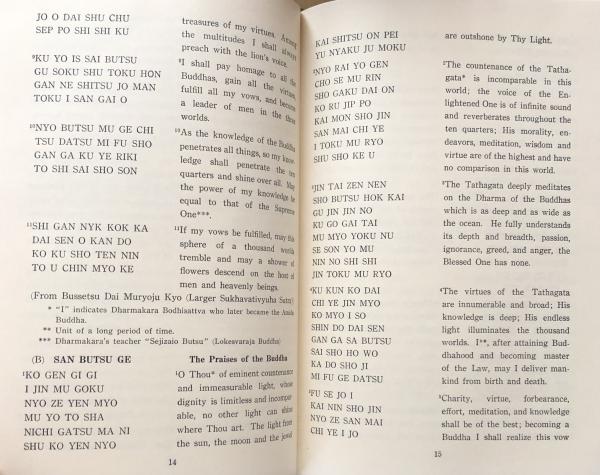 JO O DAI SHU CHU
SEP PO SHI SHI KU
treasures of my virtues. Among
the multitudes I shall always
preach with the lion's voice.
⁹KU YO IS SAI BUTSU
GU SOKU SHU TOKU HON
GAN NE SHITSU JO MAN
TOKU I SAN GAI O
⁹I shall pay homage to all the
Buddhas, gain all the virtues,
fulfill all my vows, and become
a leader of men in the three
worlds.
¹⁰NYO BUTSU MU GE CHI
TSU DATSU MI FU SHO
GAN GA KU YE RIKI
TO SHI SAI SHO SON
¹⁰As the knowledge of the Buddha
penetrates all things, so my know-
ledge shall penetrate the ten
quarters and shine over all. May
the power of my knowledge be
equal to that of the Supreme
One***.
¹¹SHI GAN NYK KOK KA
DAI SEN O KAN DO
KO KU SHO TEN NIN
TO U CHIN MYO KE
¹¹If my vows be fulfilled, may this
sphere of a thousand worlds
tremble and may a shower of
flowers descend on the host of
men and heavenly beings.
(From Bussetsu Dai Muryoju Kyo (Larger Sukhavativyuha Sutra)
* "I" indicates Dharmakara Bodhisattva who later became the Amida
Buddha.
** Unit of a long period of time.
*** Dharmakara's teacher "Sejizaio Butsu" (Lokesvaraja Buddha)
(B) SAN BUTSU GE
The Praises of the Buddha
¹KO GEN GI GI
I JIN MU GOKU
NYO ZE YEN MYO
MU YO TO SHA
NICHI GATSU MA NI
SHU KO YEN NYO
¹O Thou* of eminent countenance
and immeasurable light, whose
dignity is limitless and incompar-
able, no other light can shine
where Thou art. The light from
the sun, the moon and the jewel
14
KAI SHITSU ON PEI
YU NYAKU JU MOKU
are outshone by Thy Light.
²NYO RAI YO GEN
CHO SE MU RIN
SHO GAKU DAI ON
KO RU JIP PO
KAI MON SHO JIN
SAN MAI CHI YE
I TOKU MU RYO
SHU SHO KE U
²The countenance of the Tatha-
gata* is incomparable in this
world; the voice of the En-
lightened One is of infinite sound
and reverberates throughout the
ten quarters; His morality, en-
deavors, meditation, wisdom and
virtue are of the highest and have
no comparison in this world.
³JIN TAI ZEN NEN
SHO BUTSU HOK KAI
GU JIN JIN NO
KU GO GAI TAI
MU MYO YOKU NU
SE SON YO MU
NIN NO SHI SHI
JIN TOKU MU RYO
³The Tathagata deeply meditates
on the Dharma of the Buddhas
which is as deep and as wide as
the ocean. He fully understands
its depth and breadth, passion,
ignorance, greed, and anger, the
Blessed One has none.
⁴KU KUN KO DAI
CHI YE JIN MYO
KO MYO I SO
SHIN DO DAI SEN
GAN GA SA BUTSU
SAI SHO HO WO
KA DO SHO JI
MI FU GE DATSU
⁴The virtues of the Tathagata
are innumerable and broad; His
knowledge is deep; His endless
light illuminates the thousand
worlds. I**, after attaining Bud-
dhahood and becoming master
of the Law, may I deliver man-
kind from birth and death.
⁵FU SE JO I
KAI NIN SHO JIN
NYO ZE SAN MAI
CHI YE I JO
⁵Charity, virtue, forbearance,
effort, meditation, and knowledge
shall be of the best; becoming a
Buddha I shall realize this vow
15